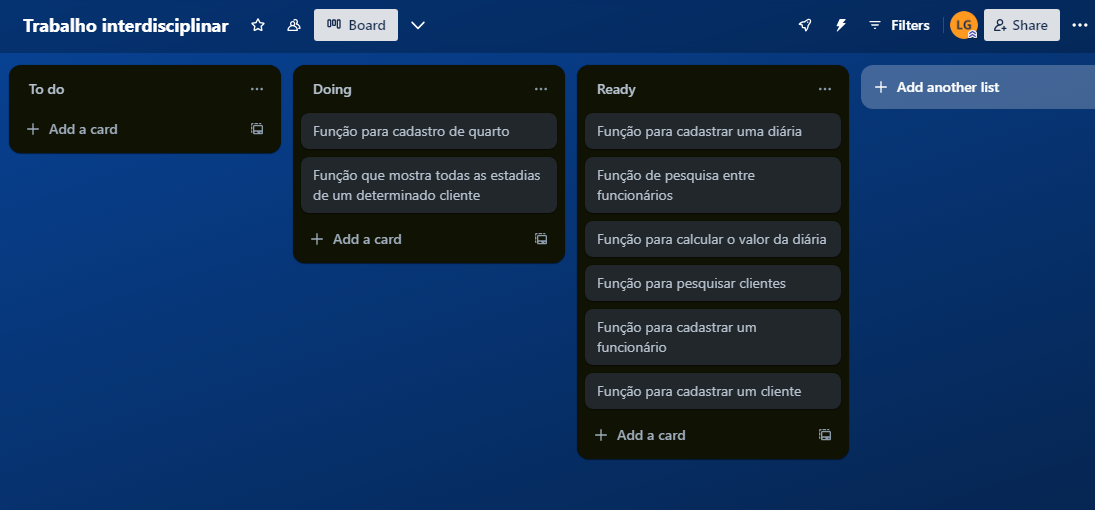 Trabalho interdisciplinar
Board
Filters
LG
Share
To do
Add a card
Doing
Função para cadastro de quarto
Função que mostra todas as estadias
de um determinado cliente
Add a card
Ready
Função para cadastrar uma diária
Função de pesquisa entre
funcionários
Função para calcular o valor da diária
Função para pesquisar clientes
Função para cadastrar um
funcionário
Função para cadastrar um cliente
Add a card
Add another list